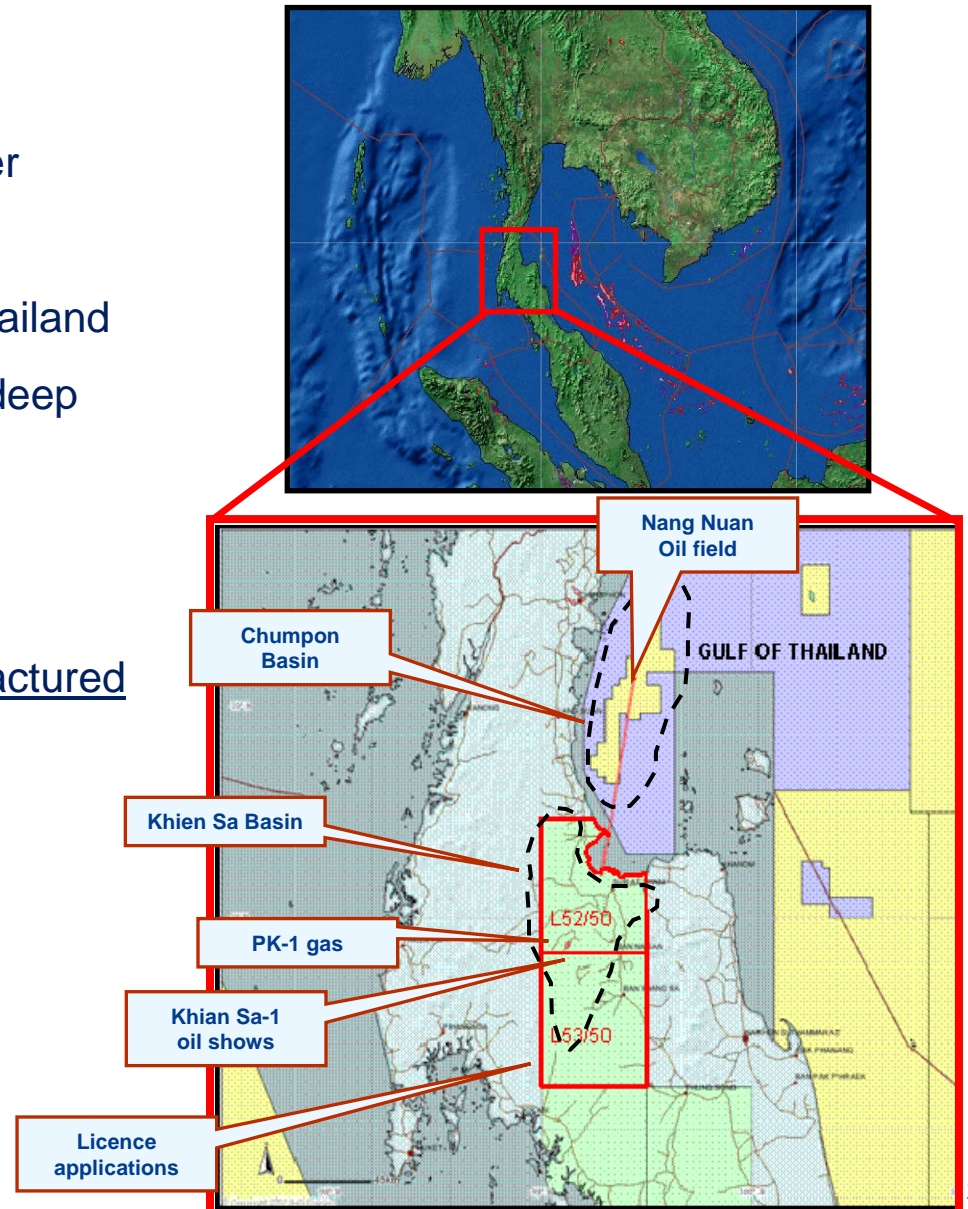 er
ailand
deep
actured
Nang Nuan
Oil field
Chumpon
Basin
GULF OF THAILAND
Khien Sa Basin
L52/50
PK-1 gas
Khian Sa-1
oil shows
L53/50
Licence
applications